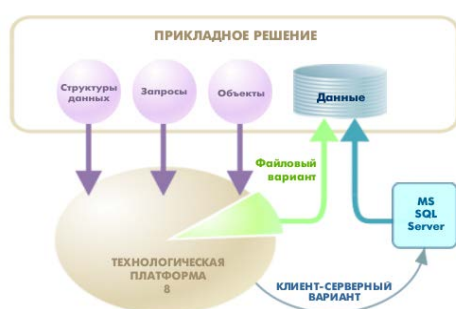 ПРИКЛАДНОЕ РЕШЕНИЕ
Структуры
данных
Запросы
Объекты
Данные
Файловый
вариант
MS
SQL
Server
ТЕХНОЛОГИЧЕСКАЯ
ПЛАТФОРМА
8
КЛИЕНТ-СЕРВЕРНЫЙ
ВАРИАНТ